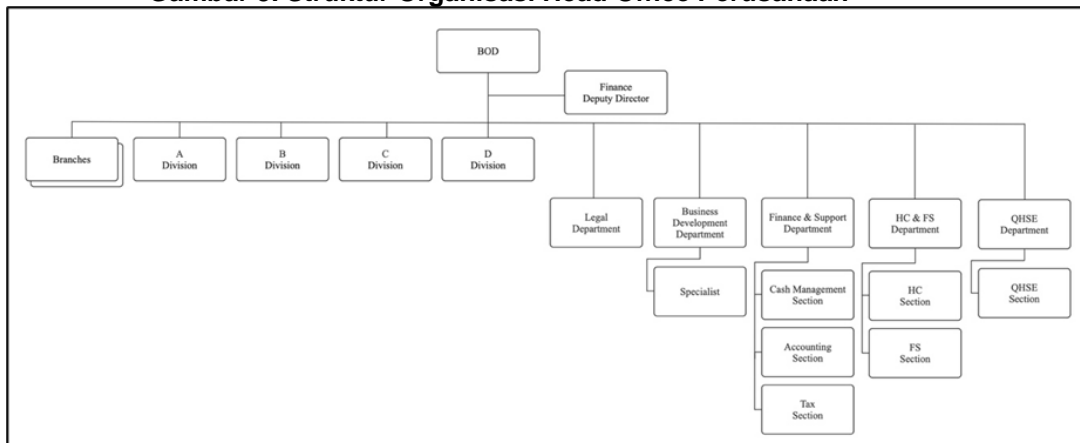 BOD
Finance
Deputy Director
Branches
A
Division
B
Division
C
Division
D
Division
Legal
Department
Business
Development
Department
Finance & Support
Department
HC & FS
Department
QHSE
Department
Specialist
Cash Management
Section
HC
Section
QHSE
Section
Accounting
Section
FS
Section
Tax
Section